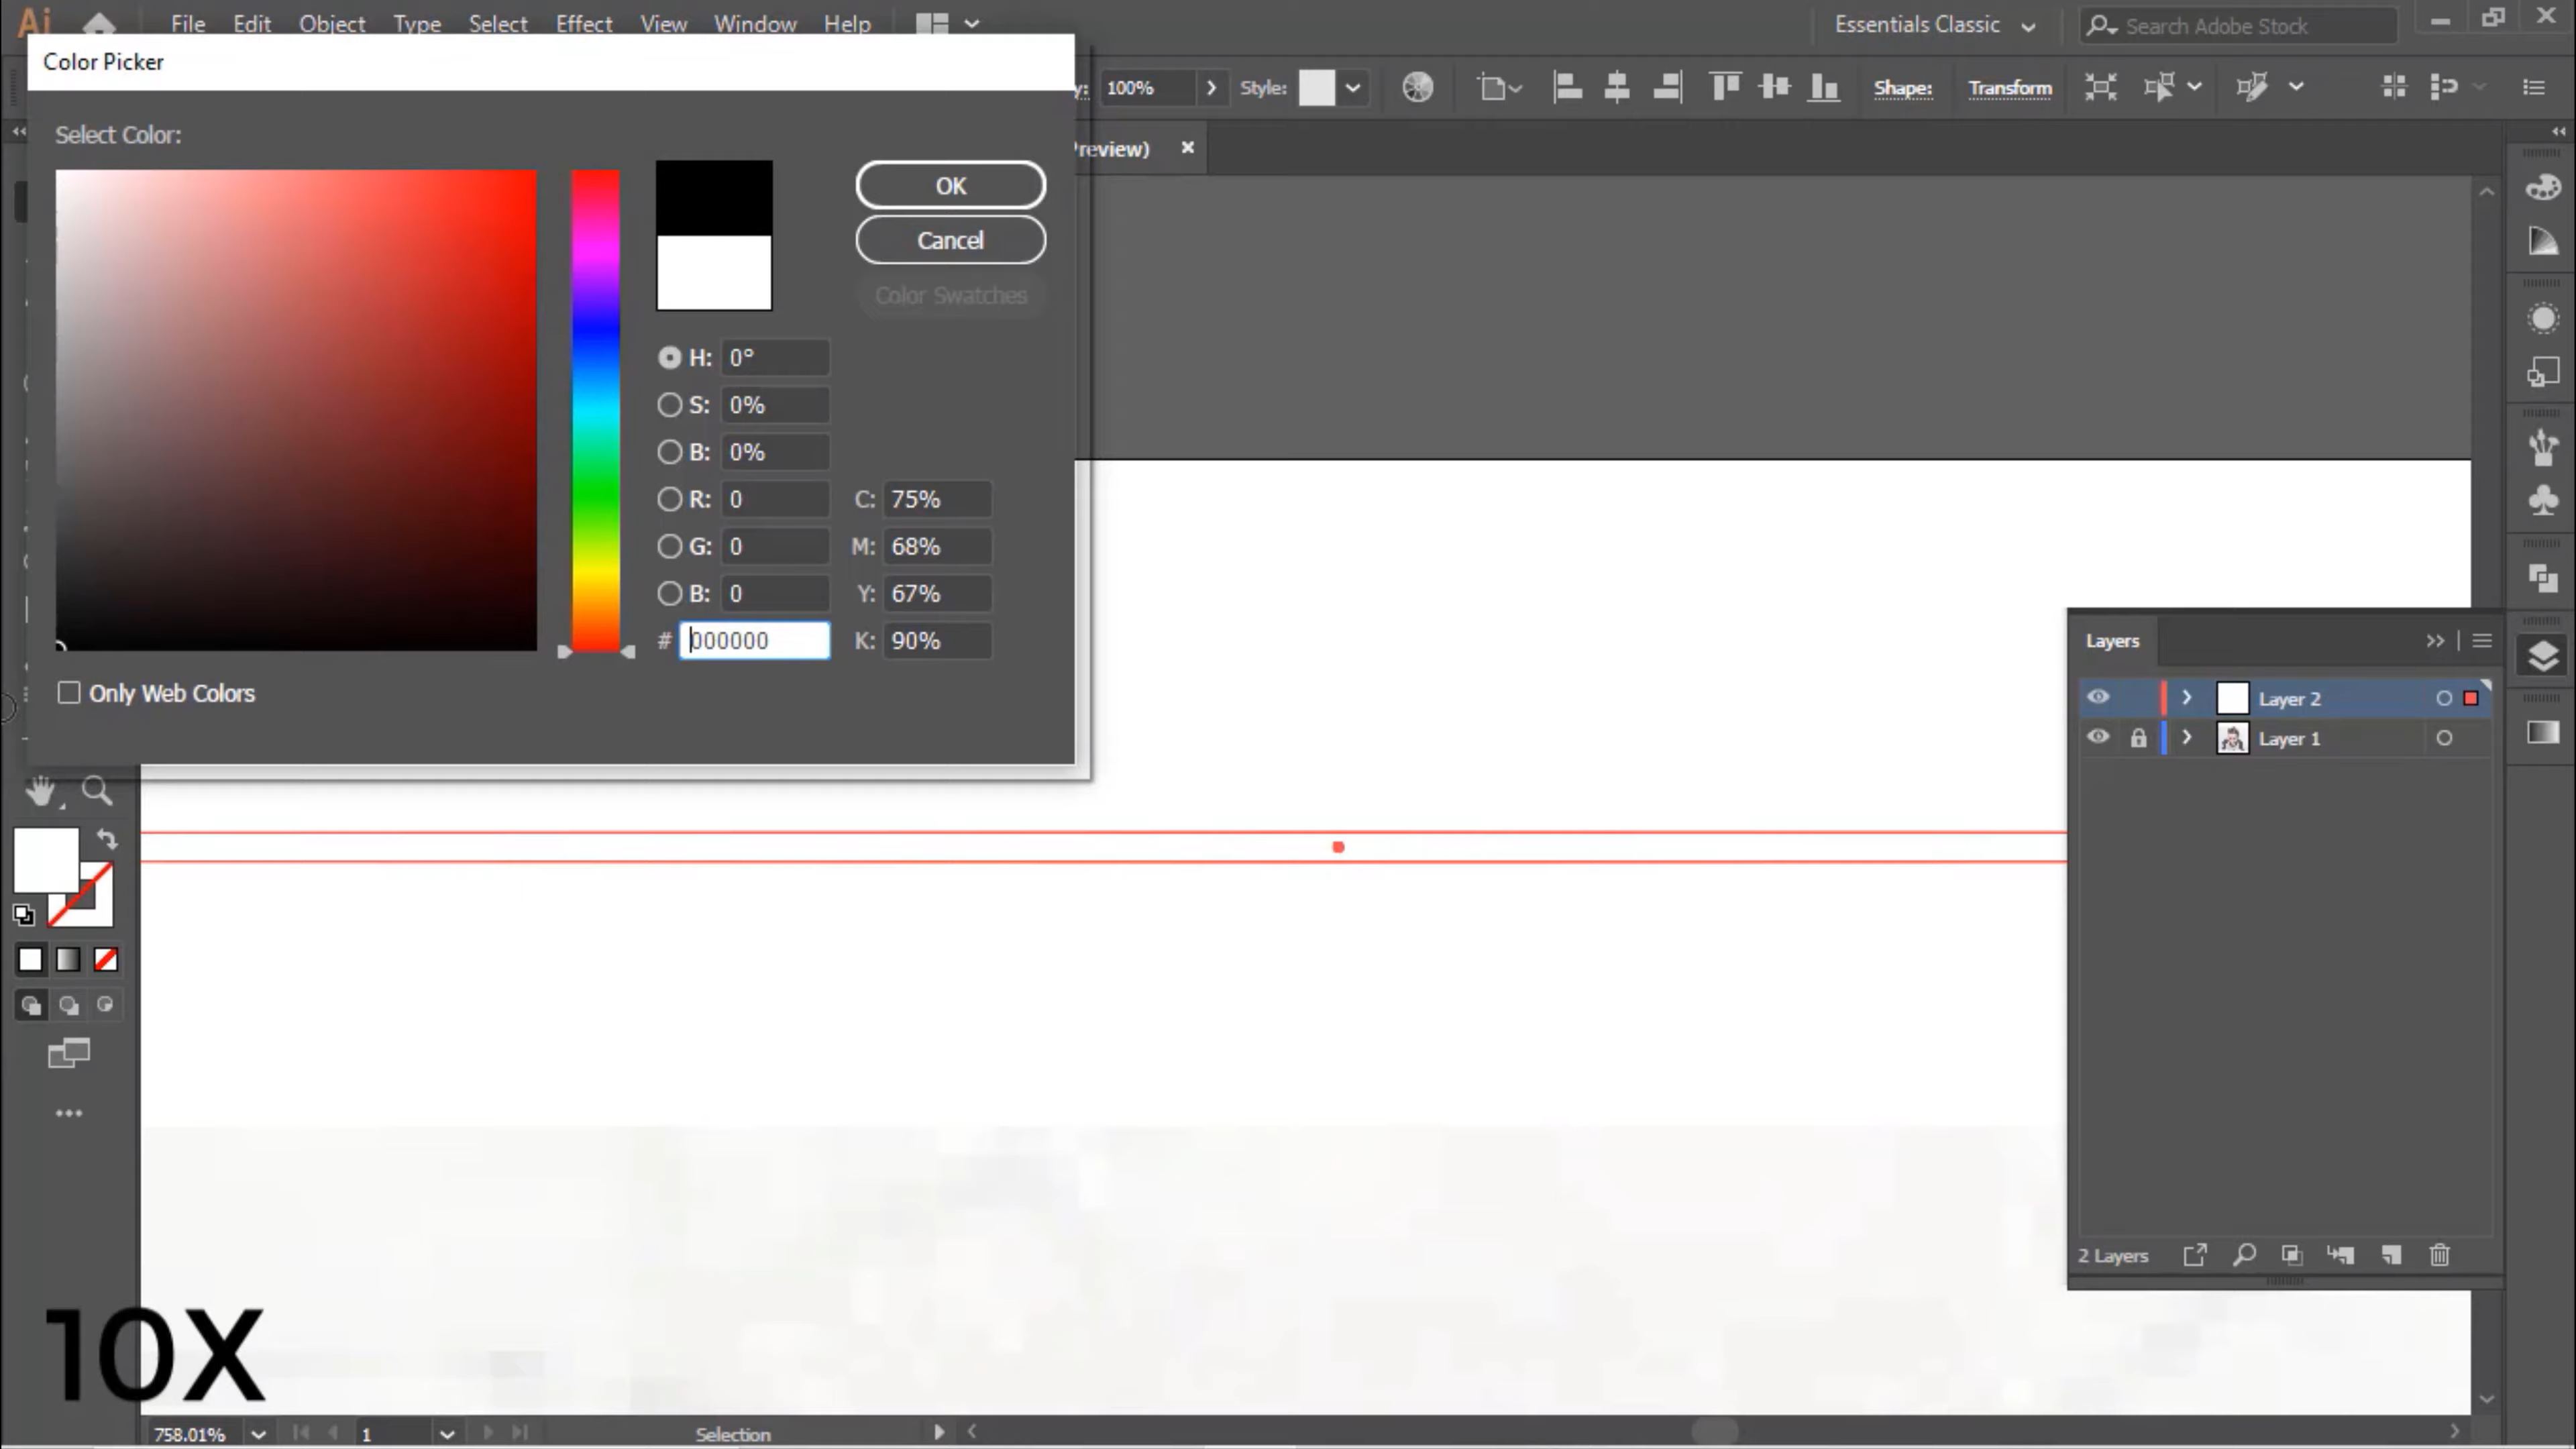 Ai File Edit Object Type Select Effect View Window Help Essentials Classic Search Adobe Stock
Color Picker
y: 100% Style: Shape: Transform
Select Color:
Preview) ×
OK
Cancel
Color Swatches
H: 0°
S: 0%
B: 0%
R: 0 C: 75%
G: 0 M: 68%
B: 0 Y: 67%
# 000000 K: 90%
Only Web Colors
Layers
Layer 2
Layer 1
2 Layers
10X
758.01% 1 Selection